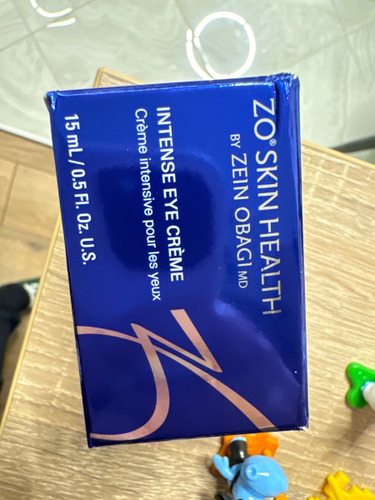 ZO® SKIN HEALTH
BY ZEIN OBAGI MD
INTENSE EYE CRÈME
Crème intensive pour les yeux
15 mL / 0.5 Fl. Oz. U.S.